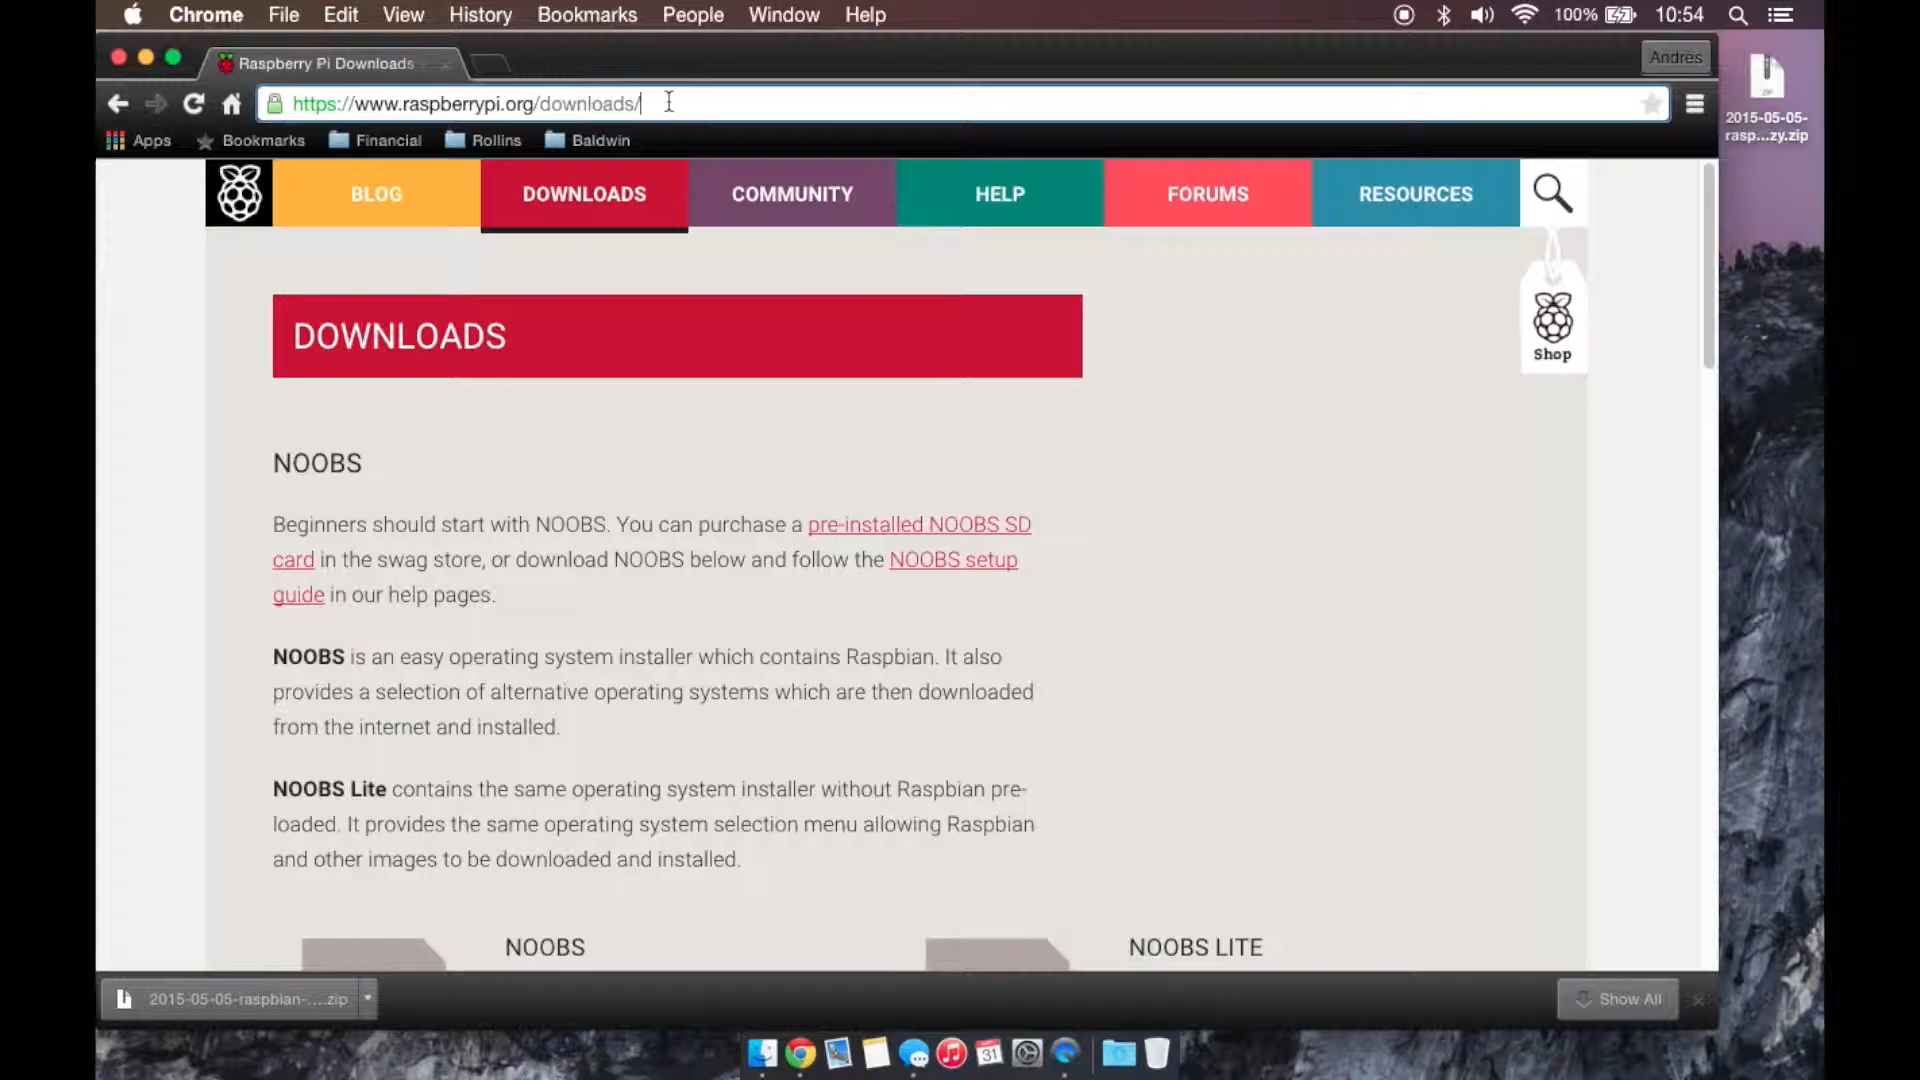 Chrome File Edit View History Bookmarks People Window Help 100% 10:54
Raspberry Pi Downloads
Andres
https://www.raspberrypi.org/downloads/
Apps Bookmarks Financial Rollins Baldwin
ZIP
2015-05-05-
rasp...zy.zip
BLOG DOWNLOADS COMMUNITY HELP FORUMS RESOURCES
Shop
DOWNLOADS
NOOBS
Beginners should start with NOOBS. You can purchase a pre-installed NOOBS SD
card in the swag store, or download NOOBS below and follow the NOOBS setup
guide in our help pages.
NOOBS is an easy operating system installer which contains Raspbian. It also
provides a selection of alternative operating systems which are then downloaded
from the internet and installed.
NOOBS Lite contains the same operating system installer without Raspbian pre-
loaded. It provides the same operating system selection menu allowing Raspbian
and other images to be downloaded and installed.
NOOBS NOOBS LITE
2015-05-05-raspbian-....zip Show All
31